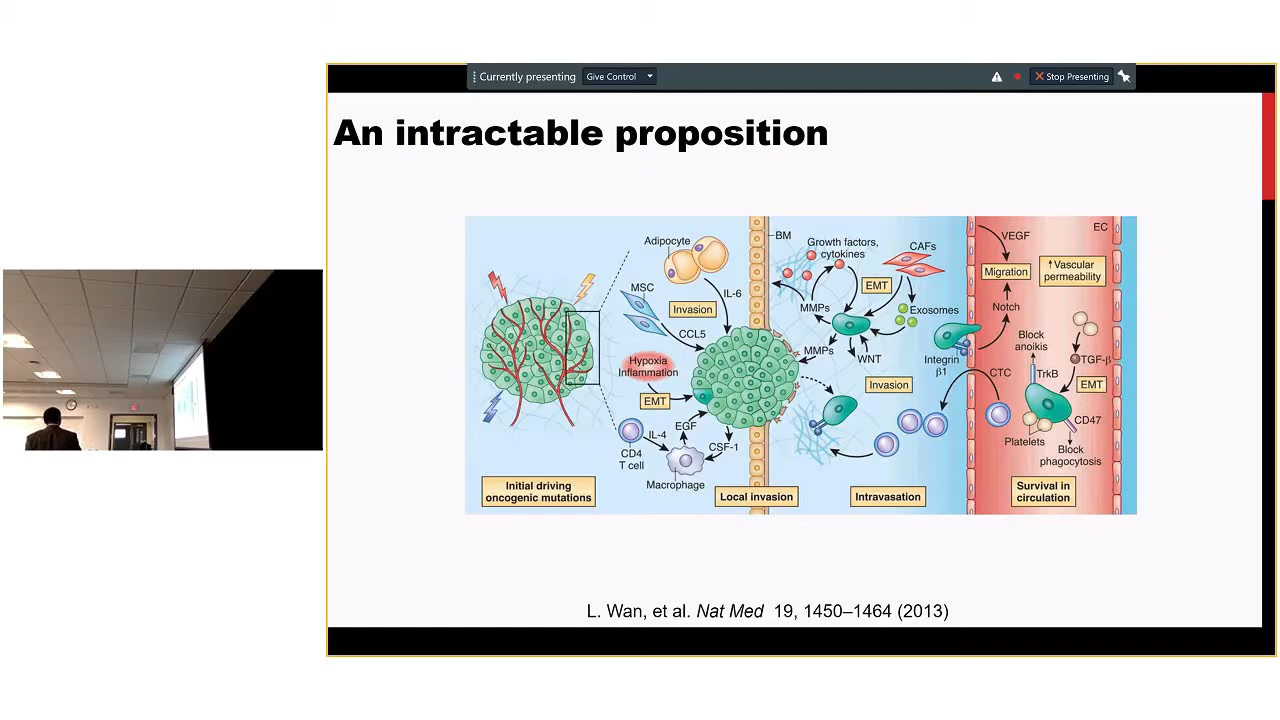 Currently presenting
Give Control
Stop Presenting
An intractable proposition
Adipocyte
MSC
IL-6
Invasion
CCL5
Hypoxia
Inflammation
EMT
EGF
IL-4
CD4
T cell
CSF-1
Macrophage
Initial driving
oncogenic mutations
Local invasion
BM
Growth factors,
cytokines
CAFs
EMT
MMPs
Exosomes
MMPs
WNT
Invasion
Integrin
β1
Intravasation
VEGF
EC
Migration
↑Vascular
permeability
Notch
Block
anoikis
CTC
TrkB
TGF-β
EMT
CD47
Platelets
Block
phagocytosis
Survival in
circulation
L. Wan, et al. Nat Med 19, 1450–1464 (2013)